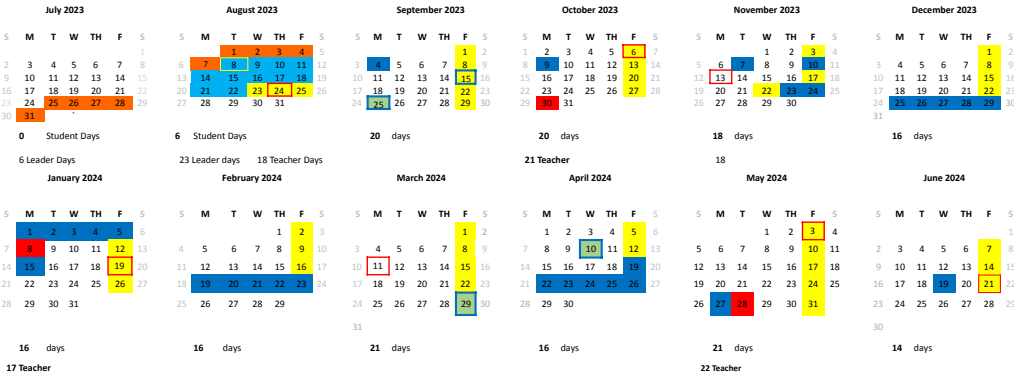 July 2023
S M T W TH F S
1
2 3 4 5 6 7 8
9 10 11 12 13 14 15
16 17 18 19 20 21 22
23 24 25 26 27 28 29
30 31 `
0 Student Days
6 Leader Days
August 2023
S M T W TH F S
1 2 3 4 5
6 7 8 9 10 11 12
13 14 15 16 17 18 19
20 21 22 23 24 25 26
27 28 29 30 31
6 Student Days
23 Leader days 18 Teacher Days
September 2023
S M T W TH F S
1 2
3 4 5 6 7 8 9
10 11 12 13 14 15 16
17 18 19 20 21 22 23
24 25 26 27 28 29 30
20 days
October 2023
S M T W TH F S
1 2 3 4 5 6 7
8 9 10 11 12 13 14
15 16 17 18 19 20 21
22 23 24 25 26 27 28
29 30 31
20 days
21 Teacher
November 2023
S M T W TH F S
1 2 3 4
5 6 7 8 9 10 11
12 13 14 15 16 17 18
19 20 21 22 23 24 25
26 27 28 29 30
18 days
18
December 2023
S M T W TH F S
1 2
3 4 5 6 7 8 9
10 11 12 13 14 15 16
17 18 19 20 21 22 23
24 25 26 27 28 29 30
31
16 days
January 2024
S M T W TH F S
1 2 3 4 5 6
7 8 9 10 11 12 13
14 15 16 17 18 19 20
21 22 23 24 25 26 27
28 29 30 31
16 days
17 Teacher
February 2024
S M T W TH F S
1 2 3
4 5 6 7 8 9 10
11 12 13 14 15 16 17
18 19 20 21 22 23 24
25 26 27 28 29
16 days
March 2024
S M T W TH F S
1 2
3 4 5 6 7 8 9
10 11 12 13 14 15 16
17 18 19 20 21 22 23
24 25 26 27 28 29 30
31
21 days
April 2024
S M T W TH F S
1 2 3 4 5 6
7 8 9 10 11 12 13
14 15 16 17 18 19 20
21 22 23 24 25 26 27
28 29 30
16 days
May 2024
S M T W TH F S
1 2 3 4
5 6 7 8 9 10 11
12 13 14 15 16 17 18
19 20 21 22 23 24 25
26 27 28 29 30 31
21 days
22 Teacher
June 2024
S M T W TH F S
1
2 3 4 5 6 7 8
9 10 11 12 13 14 15
16 17 18 19 20 21 22
23 24 25 26 27 28 29
30
14 days